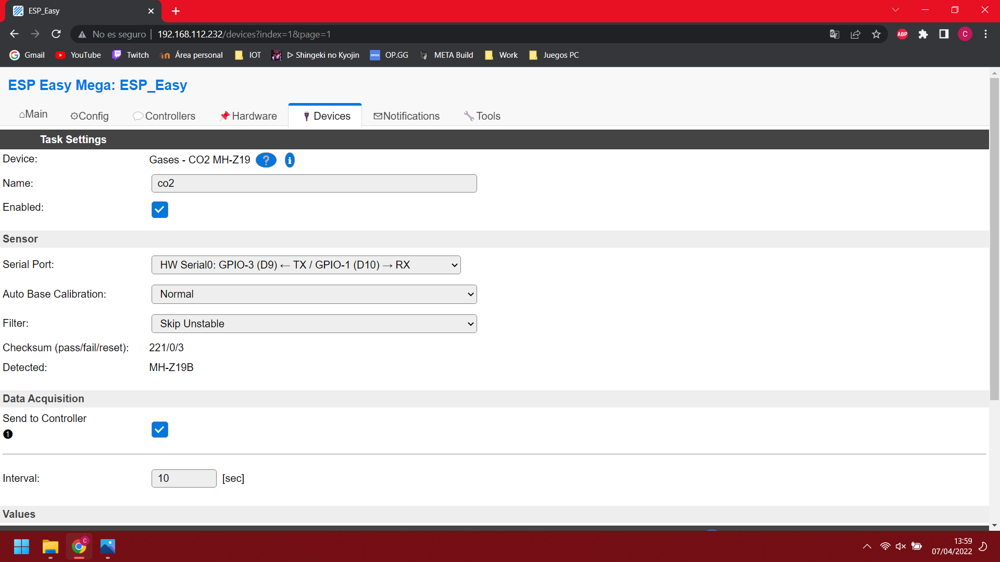 ESP_Easy
No es seguro | 192.168.112.232/devices?index=1&page=1
ABP
C
Gmail YouTube Twitch Área personal IOT ▷ Shingeki no Kyojin OP.GG META Build Work Juegos PC
ESP Easy Mega: ESP_Easy
⌂Main ⚙Config Controllers Hardware Devices ✉Notifications Tools
Task Settings
Device: Gases - CO2 MH-Z19 ? i
Name: co2
Enabled:
Sensor
Serial Port: HW Serial0: GPIO-3 (D9) ← TX / GPIO-1 (D10) → RX
Auto Base Calibration: Normal
Filter: Skip Unstable
Checksum (pass/fail/reset): 221/0/3
Detected: MH-Z19B
Data Acquisition
Send to Controller
❶
Interval: 10 [sec]
Values
13:59
07/04/2022